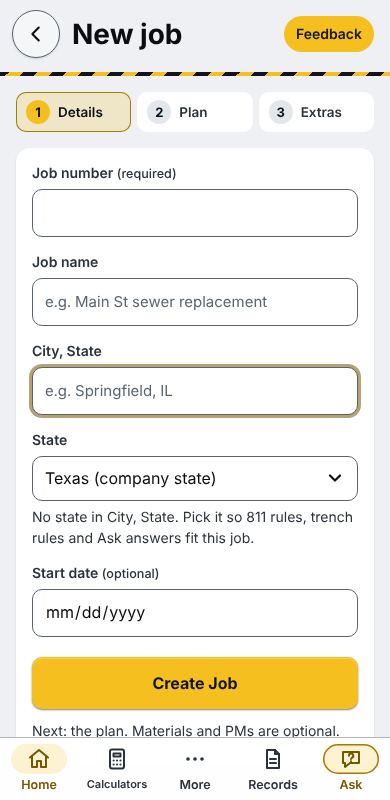 New job
Feedback
1 Details
2 Plan
3 Extras
Job number (required)
Job name
e.g. Main St sewer replacement
City, State
e.g. Springfield, IL
State
Texas (company state)
No state in City, State. Pick it so 811 rules, trench
rules and Ask answers fit this job.
Start date (optional)
mm/dd/yyyy
Create Job
Next: the plan. Materials and PMs are optional.
Home
Calculators
More
Records
Ask